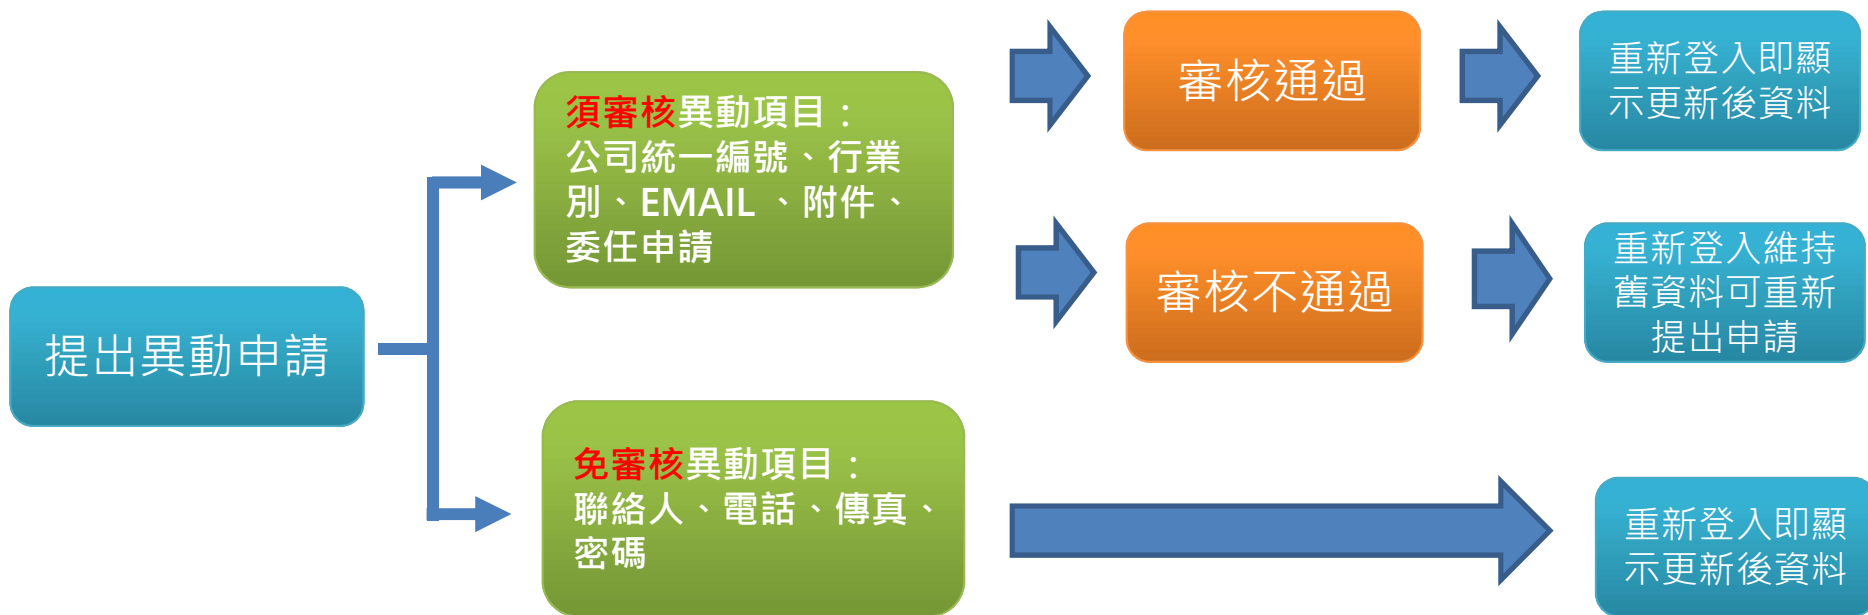 提出異動申請
須審核異動項目：
公司統一編號、行業
別、EMAIL 、附件、
委任申請
審核通過
重新登入即顯
示更新後資料
審核不通過
重新登入維持
舊資料可重新
提出申請
免審核異動項目：
聯絡人、電話、傳真、
密碼
重新登入即顯
示更新後資料